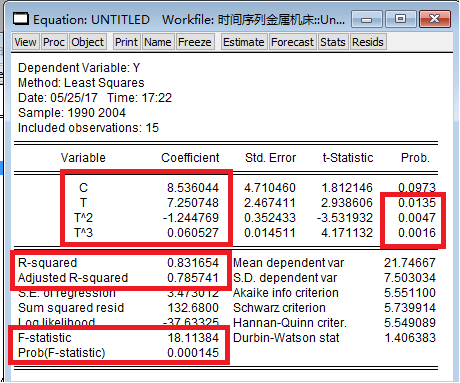 Equation: UNTITLED Workfile: 时间序列金属机床::Un...
View Proc Object Print Name Freeze Estimate Forecast Stats Resids
Dependent Variable: Y
Method: Least Squares
Date: 05/25/17 Time: 17:22
Sample: 1990 2004
Included observations: 15
Variable Coefficient Std. Error t-Statistic Prob.
C 8.536044 4.710460 1.812146 0.0973
T 7.250748 2.467411 2.938606 0.0135
T^2 -1.244769 0.352433 -3.531932 0.0047
T^3 0.060527 0.014511 4.171132 0.0016
R-squared 0.831654 Mean dependent var 21.74667
Adjusted R-squared 0.785741 S.D. dependent var 7.503034
S.E. of regression 3.473012 Akaike info criterion 5.551100
Sum squared resid 132.6800 Schwarz criterion 5.739914
Log likelihood -37.63325 Hannan-Quinn criter. 5.549089
F-statistic 18.11384 Durbin-Watson stat 1.406383
Prob(F-statistic) 0.000145